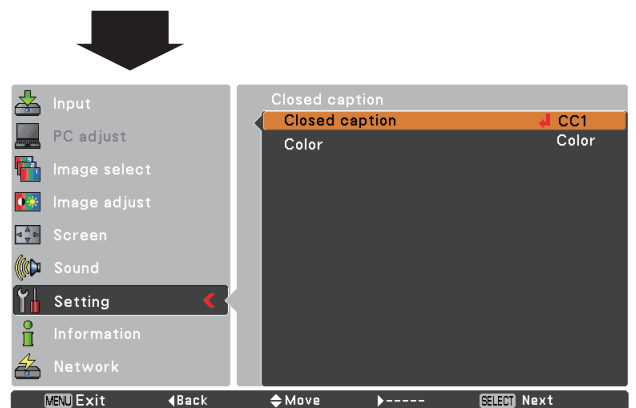 Input
PC adjust
Image select
Image adjust
Screen
Sound
Setting
Information
Network
Closed caption
Closed caption CC1
Color Color
MENU Exit Back Move ----- SELECT Next